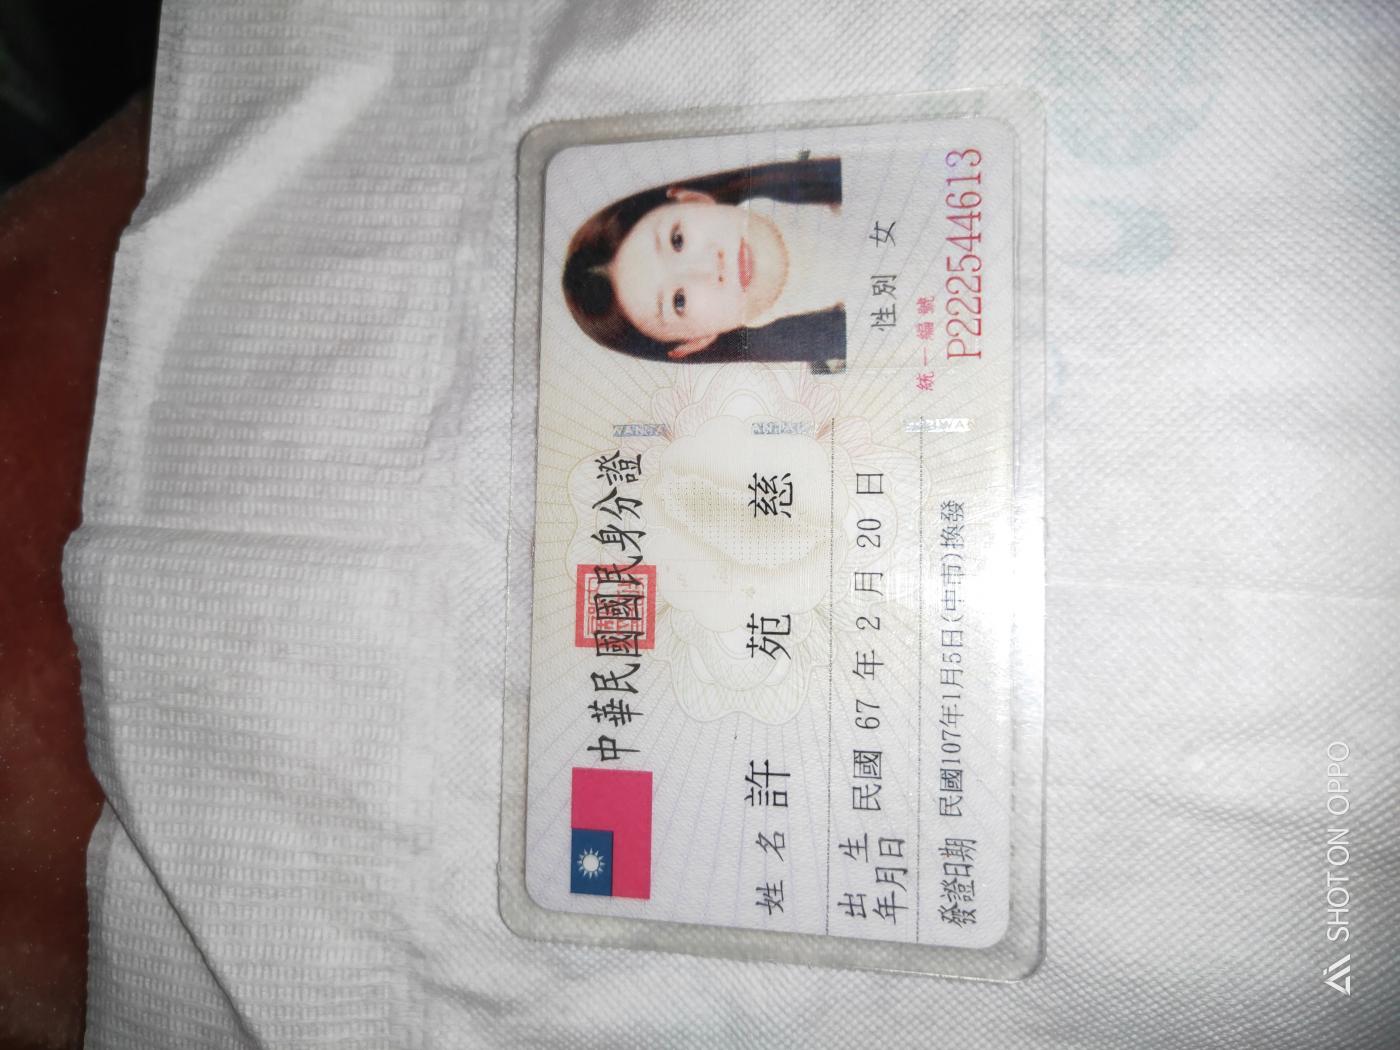 中華民國國民身分證
姓名 許苑慈
出生年月日 民國 67 年 2 月 20 日
性別 女
發證日期 民國107年1月5日(中市)換發
統一編號
P222544613
SHOTON OPPO